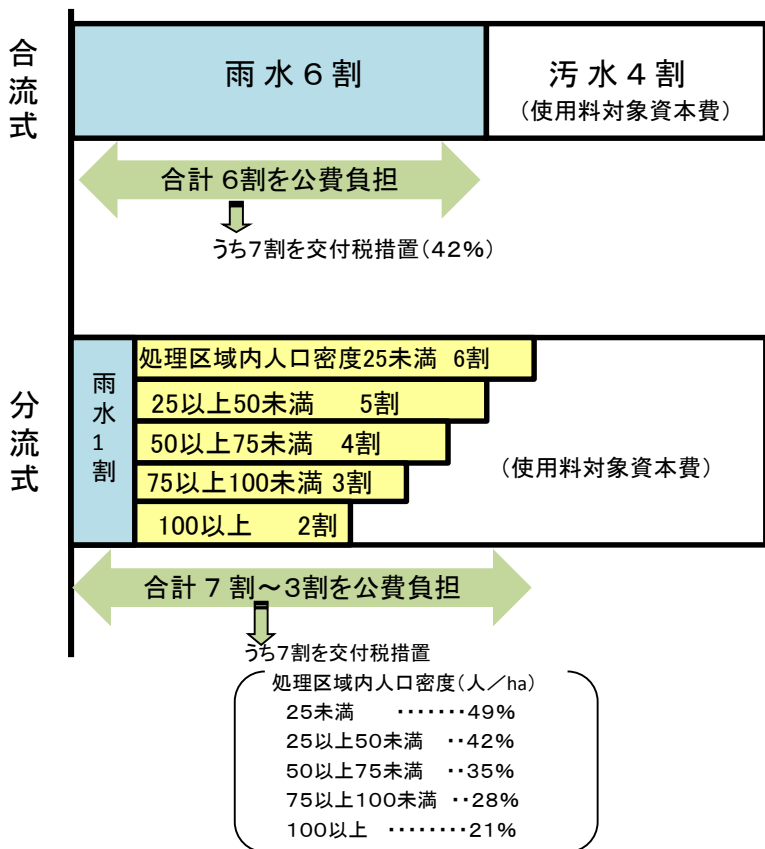 合流式
雨水6割
汚水4割
(使用料対象資本費)
合計 6割を公費負担
うち7割を交付税措置(42%)
分流式
雨水1割
処理区域内人口密度25未満 6割
25以上50未満 5割
50以上75未満 4割
75以上100未満 3割
100以上 2割
(使用料対象資本費)
合計 7 割~3割を公費負担
うち7割を交付税措置
処理区域内人口密度(人/ha)
25未満 ・・・・・・・49%
25以上50未満 ・・42%
50以上75未満 ・・35%
75以上100未満 ・・28%
100以上 ・・・・・・・・21%